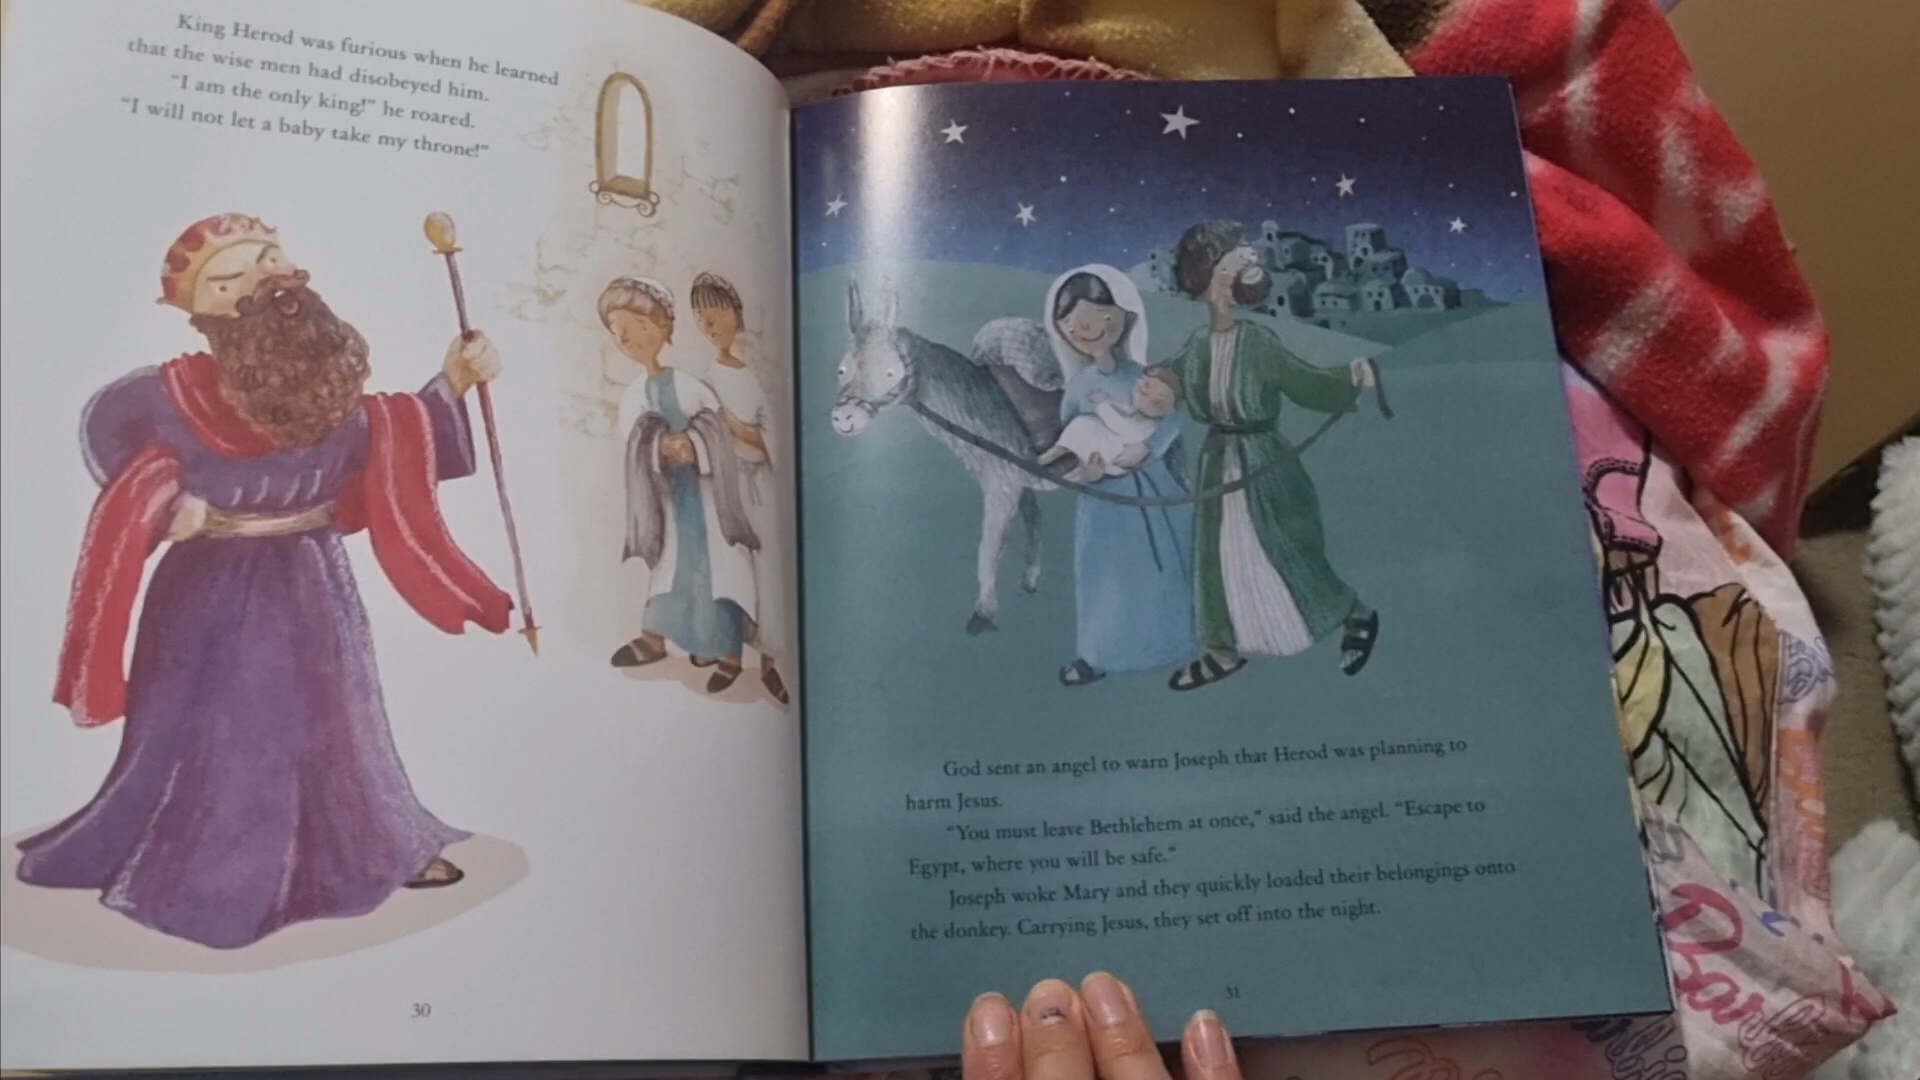 King Herod was furious when he learned
that the wise men had disobeyed him.
"I am the only king!" he roared.
"I will not let a baby take my throne!"
30
God sent an angel to warn Joseph that Herod was planning to
harm Jesus.
"You must leave Bethlehem at once," said the angel. "Escape to
Egypt, where you will be safe."
Joseph woke Mary and they quickly loaded their belongings onto
the donkey. Carrying Jesus, they set off into the night.
31